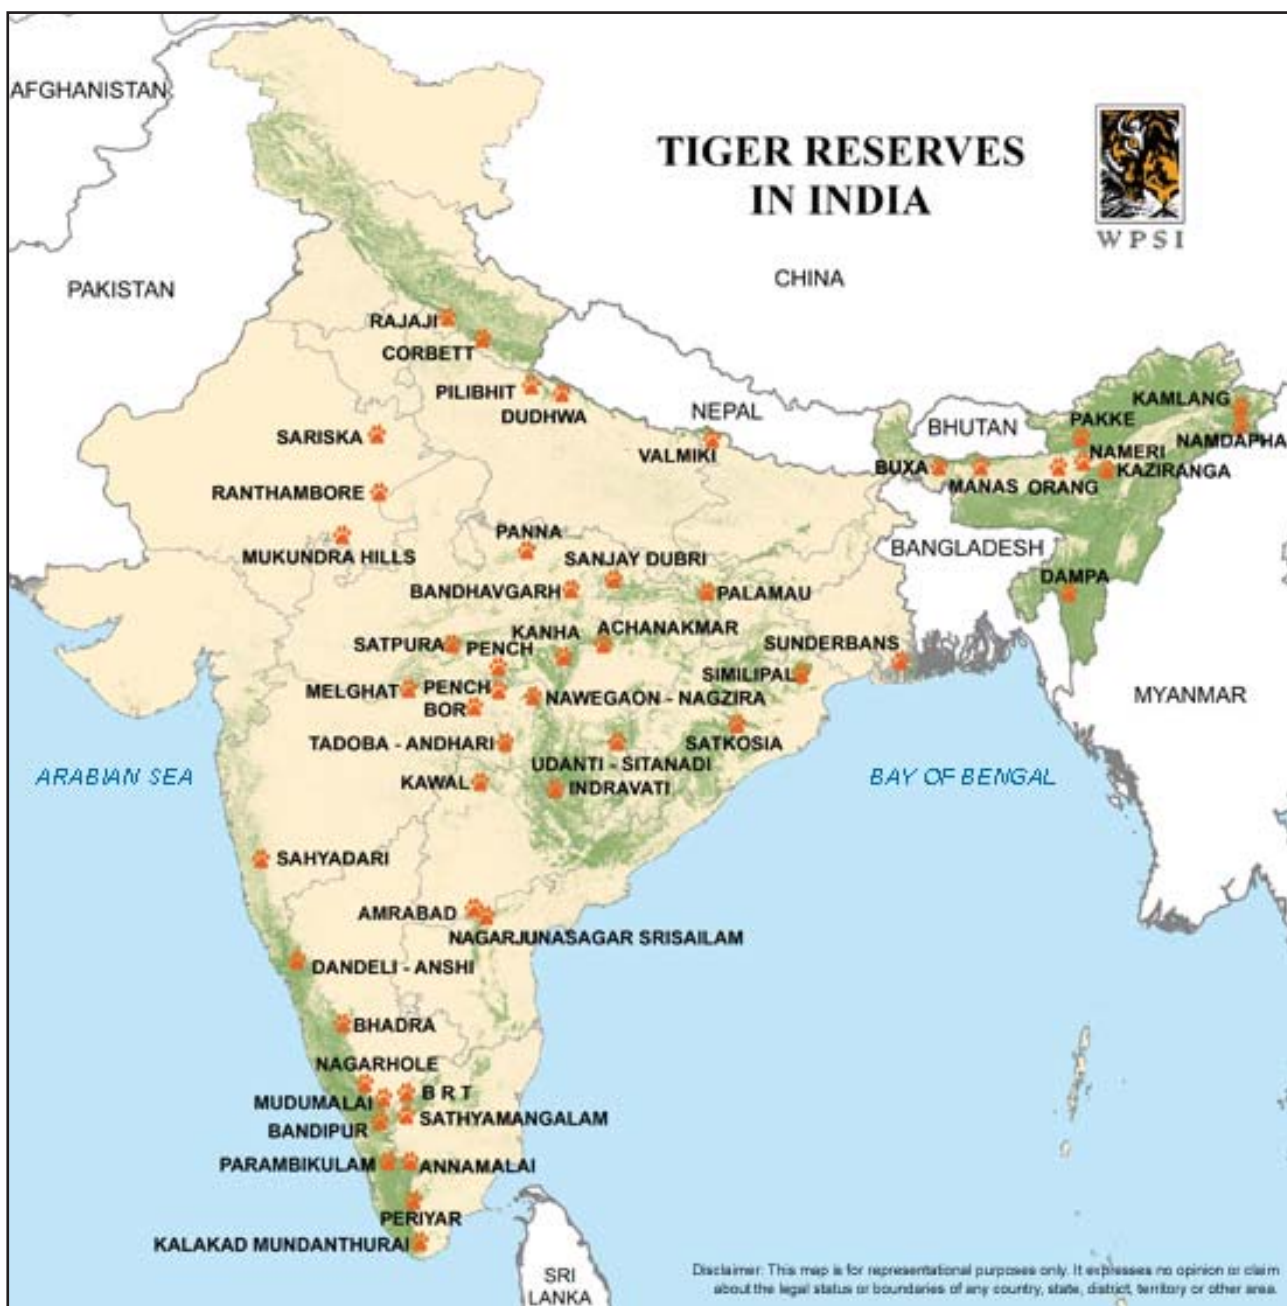 TIGER RESERVES
IN INDIA
WPSI
AFGHANISTAN
PAKISTAN
CHINA
NEPAL
BHUTAN
BANGLADESH
MYANMAR
RAJAJI
CORBETT
PILIBHIT
DUDHWA
VALMIKI
SARISKA
RANTHAMBORE
MUKUNDRA HILLS
KAMLANG
PAKKE
NAMDAPHA
NAMERI
BUXA
MANAS
ORANG
KAZIRANGA
DAMPA
PANNA
SANJAY DUBRI
BANDHAVGARH
PALAMAU
KANHA
ACHANAKMAR
SATPURA
PENCH
SUNDERBANS
SIMILIPAL
MELGHAT
PENCH
BOR
NAWEGAON - NAGZIRA
TADOBA - ANDHARI
SATKOSIA
UDANTI - SITANADI
KAWAL
INDRAVATI
ARABIAN SEA
BAY OF BENGAL
SAHYADARI
AMRABAD
NAGARJUNASAGAR SRISAILAM
DANDELI - ANSHI
BHADRA
NAGARHOLE
B R T
MUDUMALAI
SATHYAMANGALAM
BANDIPUR
PARAMBIKULAM
ANNAMALAI
PERIYAR
KALAKAD MUNDANTHURAI
SRI
LANKA
Disclaimer: This map is for representational purposes only. It expresses no opinion or claim
about the legal status or boundaries of any country, state, district, territory or other area.